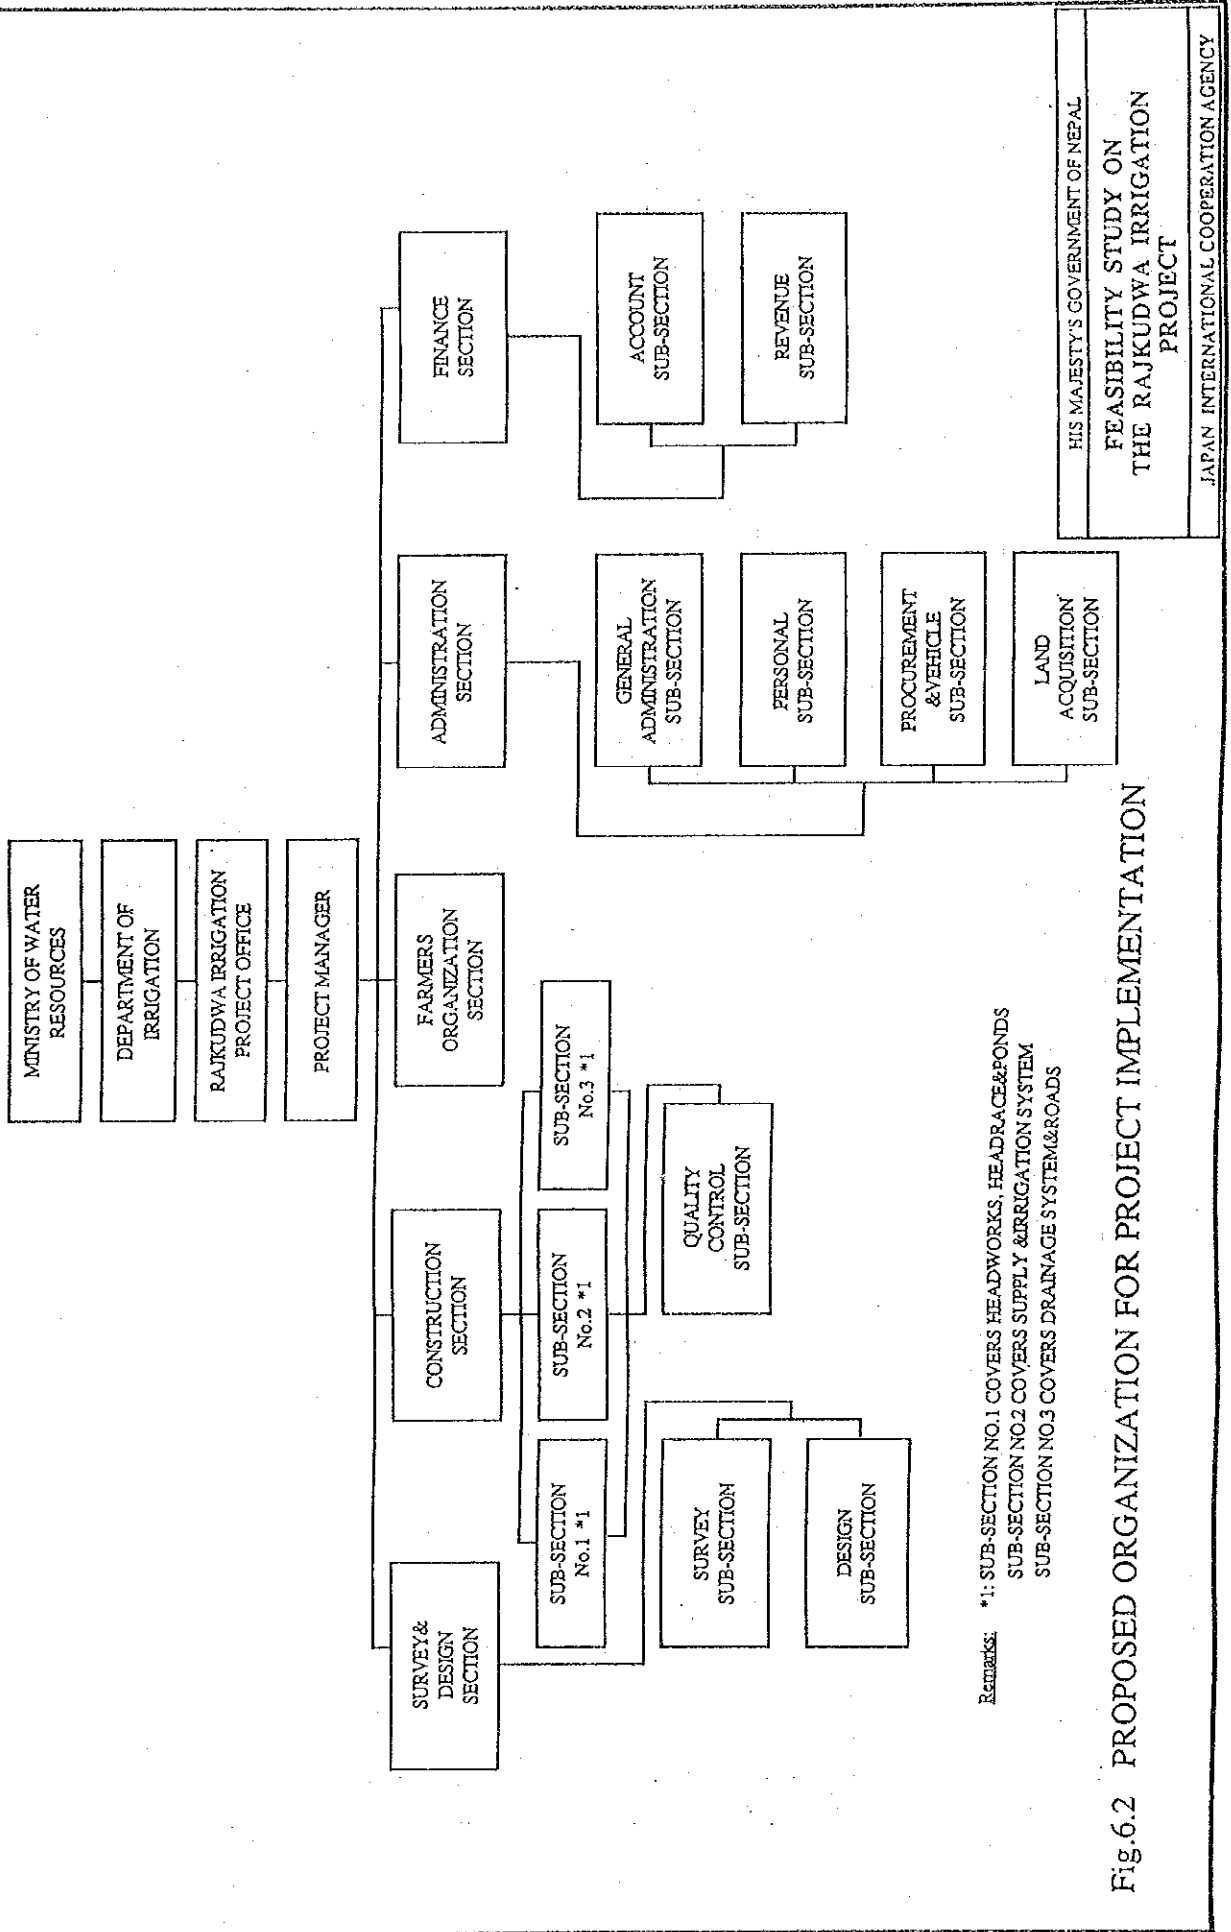 MINISTRY OF WATER
RESOURCES
DEPARTMENT OF
IRRIGATION
RAJKUDWA IRRIGATION
PROJECT OFFICE
PROJECT MANAGER
SURVEY&
DESIGN
SECTION
CONSTRUCTION
SECTION
FARMERS
ORGANIZATION
SECTION
ADMINISTRATION
SECTION
FINANCE
SECTION
SUB-SECTION
No.1 *1
SUB-SECTION
No.2 *1
SUB-SECTION
No.3 *1
SURVEY
SUB-SECTION
DESIGN
SUB-SECTION
QUALITY
CONTROL
SUB-SECTION
GENERAL
ADMINISTRATION
SUB-SECTION
PERSONAL
SUB-SECTION
PROCUREMENT
&VEHICLE
SUB-SECTION
LAND
ACQUISITION
SUB-SECTION
ACCOUNT
SUB-SECTION
REVENUE
SUB-SECTION
Remarks: *1: SUB-SECTION NO.1 COVERS HEADWORKS, HEADRACE&PONDS
SUB-SECTION NO.2 COVERS SUPPLY &IRRIGATION SYSTEM
SUB-SECTION NO.3 COVERS DRAINAGE SYSTEM&ROADS
Fig.6.2 PROPOSED ORGANIZATION FOR PROJECT IMPLEMENTATION
HIS MAJESTY'S GOVERNMENT OF NEPAL
FEASIBILITY STUDY ON
THE RAJKUDWA IRRIGATION
PROJECT
JAPAN INTERNATIONAL COOPERATION AGENCY